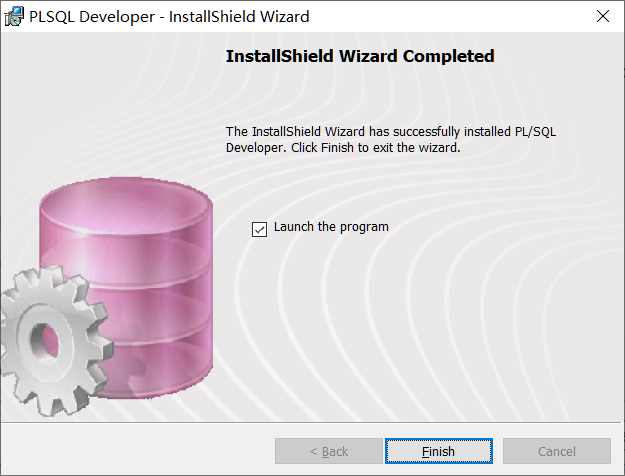 PLSQL Developer - InstallShield Wizard
InstallShield Wizard Completed
The InstallShield Wizard has successfully installed PL/SQL
Developer. Click Finish to exit the wizard.
Launch the program
< Back
Finish
Cancel